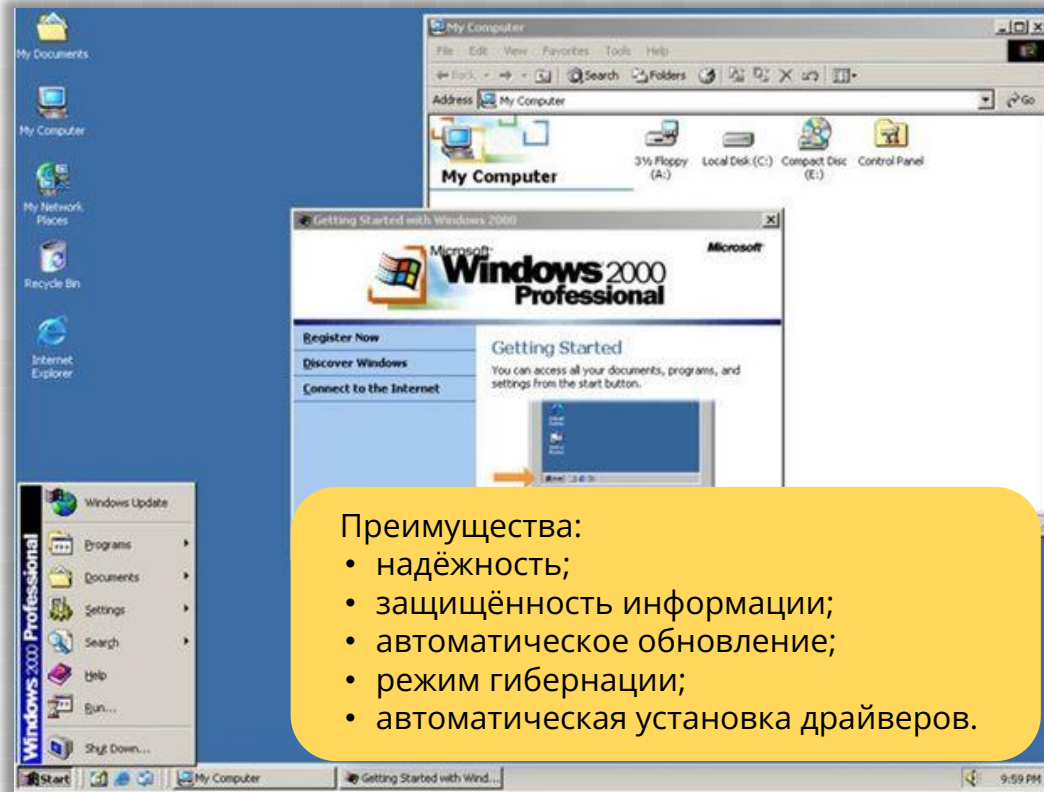 My Documents
My Computer
My Network
Places
Recycle Bin
Internet
Explorer
My Computer
File Edit View Favorites Tools Help
Back Search Folders
Address My Computer Go
My Computer
3½ Floppy
(A:)
Local Disk (C:)
Compact Disc
(E:)
Control Panel
Getting Started with Windows 2000
Microsoft
Microsoft
Windows 2000
Professional
Register Now
Discover Windows
Connect to the Internet
Getting Started
You can access all your documents, programs, and
settings from the start button.
Преимущества:
• надёжность;
• защищённость информации;
• автоматическое обновление;
• режим гибернации;
• автоматическая установка драйверов.
Windows 2000 Professional
Windows Update
Programs
Documents
Settings
Search
Help
Run...
Shut Down...
Start My Computer Getting Started with Wind... 9:59 PM